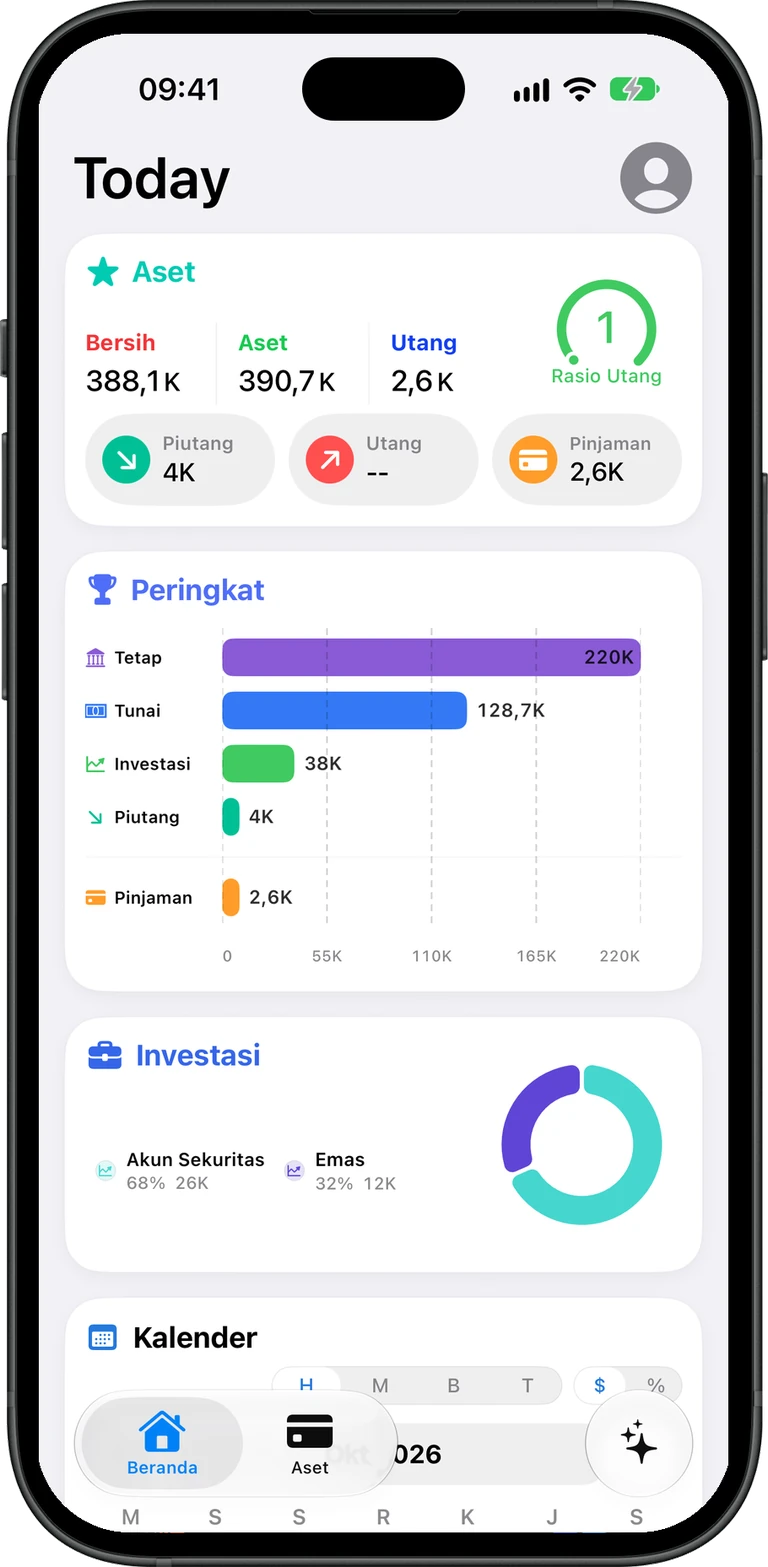 09:41
Today
Aset
Bersih
388,1K
Aset
390,7K
Utang
2,6K
1
Rasio Utang
Piutang
4K
Utang
--
Pinjaman
2,6K
Peringkat
Tetap
220K
Tunai
128,7K
Investasi
38K
Piutang
4K
Pinjaman
2,6K
0 55K 110K 165K 220K
Investasi
Akun Sekuritas
68% 26K
Emas
32% 12K
Kalender
H M B T $ %
026
Beranda
Aset
M S S R K J S